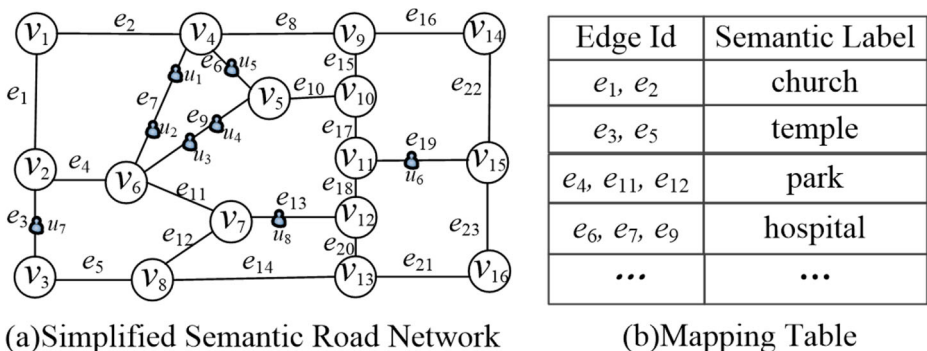 v1 e2 v4 e8 v9 e16 v14
e6 u5 e15
u1
e1 e7 v5 e10 v10 e22
e9
u2 u4 e17 e19
u3
v2 e4 v6 v11 u6 v15
e11 e18
e3 u7 v7 e13 v12 e23
e12 u8 e20
v3 e5 v8 e14 v13 e21 v16
(a)Simplified Semantic Road Network
Edge Id Semantic Label
e1, e2 church
e3, e5 temple
e4, e11, e12 park
e6, e7, e9 hospital
... ...
(b)Mapping Table